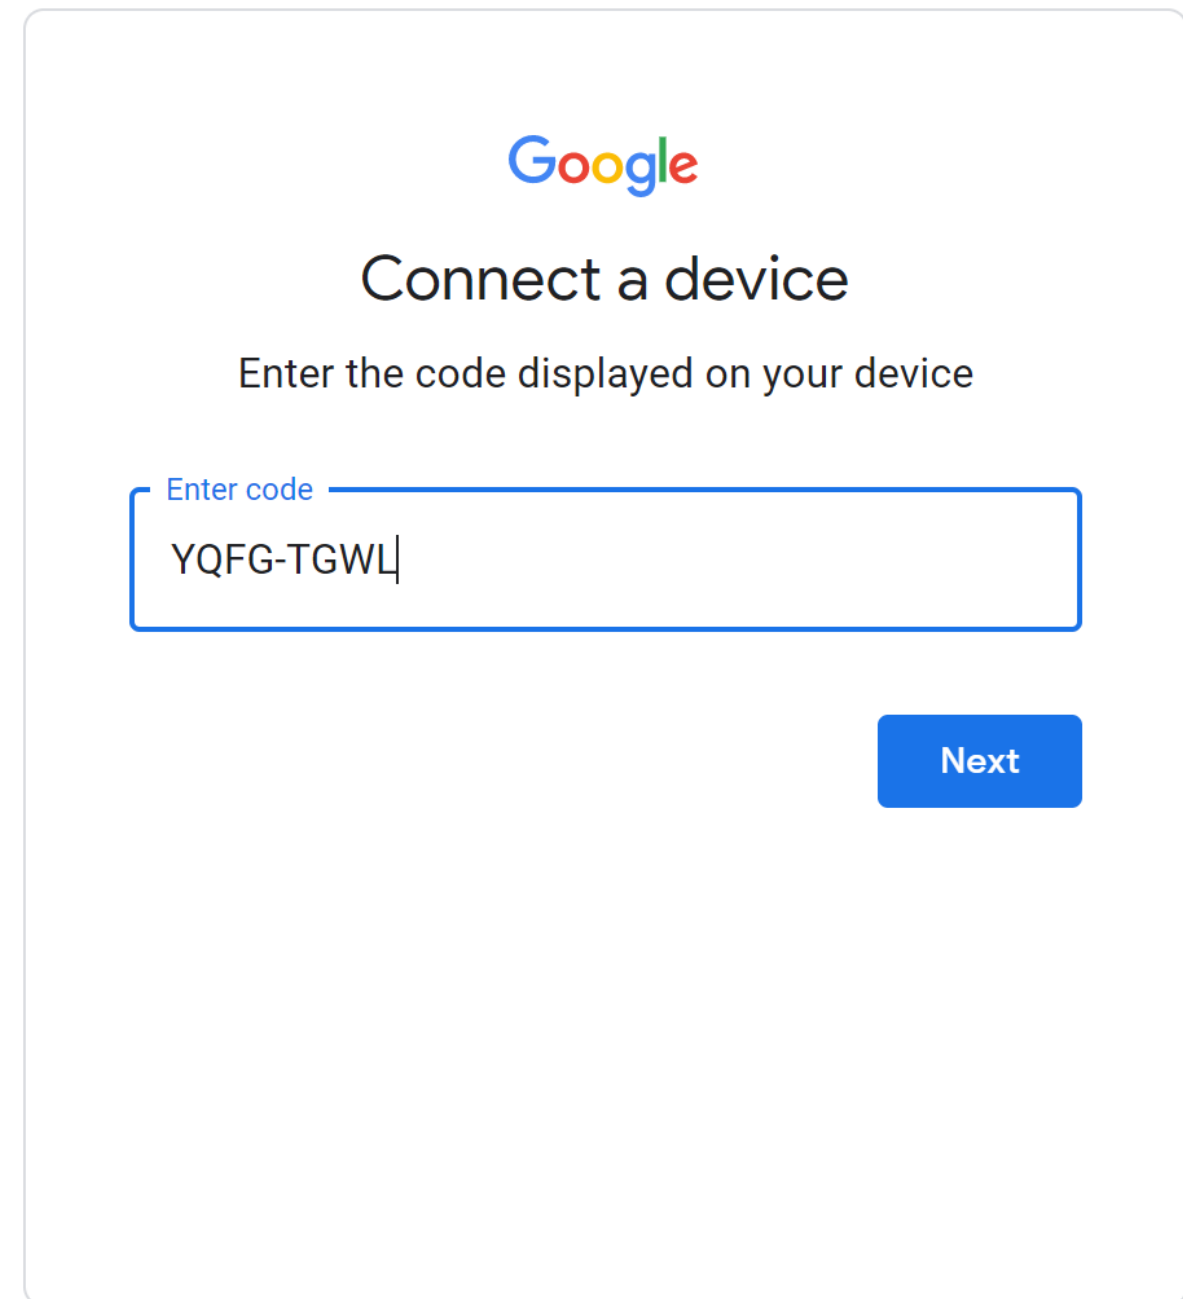 Google
Connect a device
Enter the code displayed on your device
Enter code
YQFG-TGWL
Next